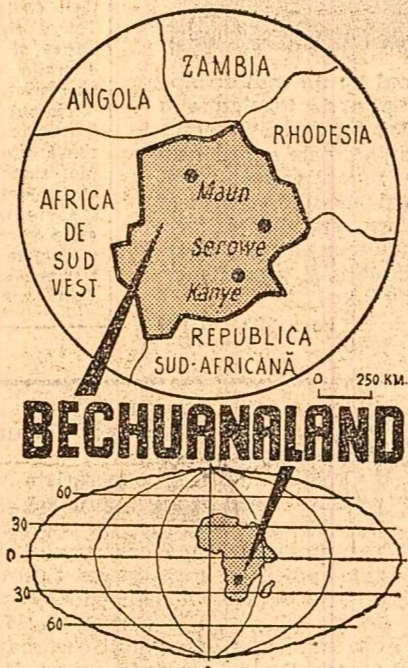 ZAMBIA
ANGOLA
RHODESIA
AFRICA
DE
SUD
VEST
Maun
Serowe
Kanye
REPUBLICA
SUD-AFRICANĂ
0 250 KM.
BECHUANALAND
60
30
0
30
60
0